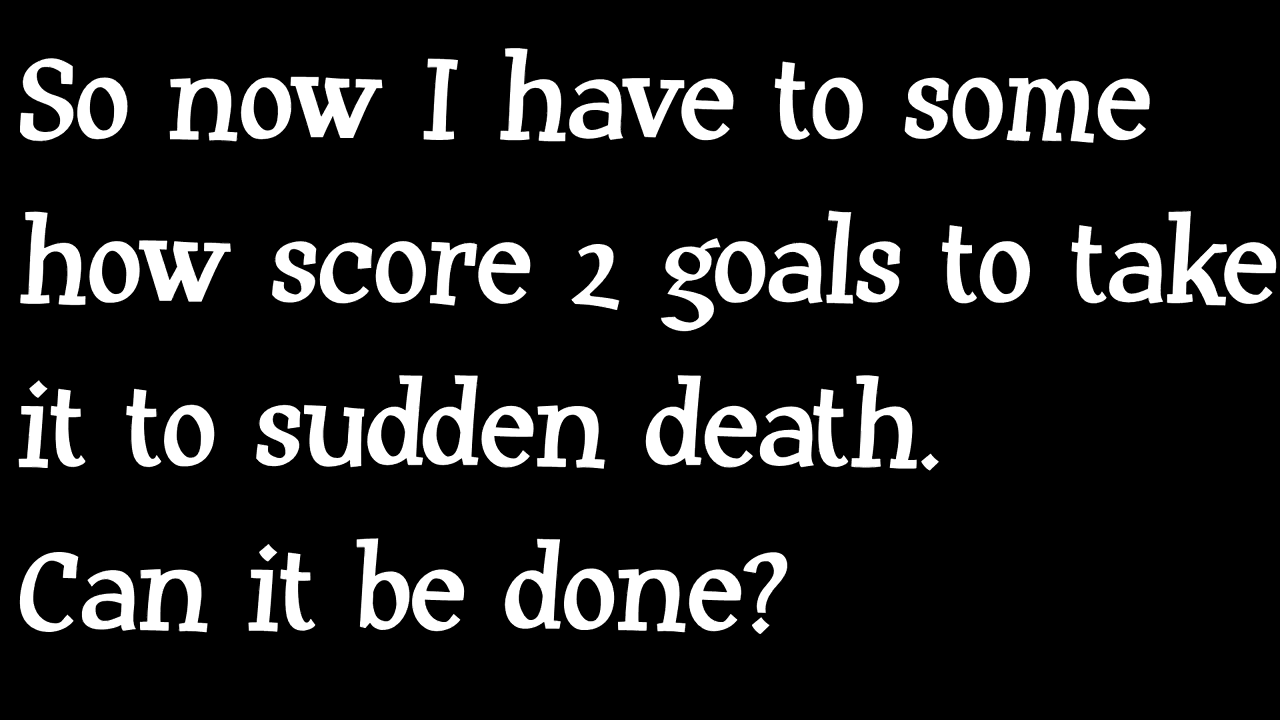 So now I have to some
how score 2 goals to take
it to sudden death.
Can it be done?